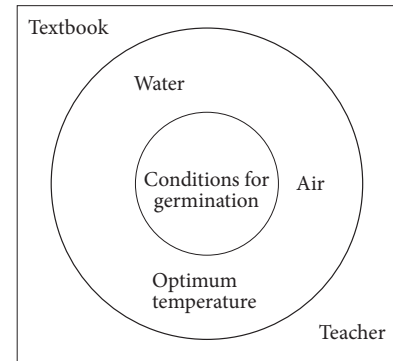 Textbook
Water
Conditions for
germination
Air
Optimum
temperature
Teacher